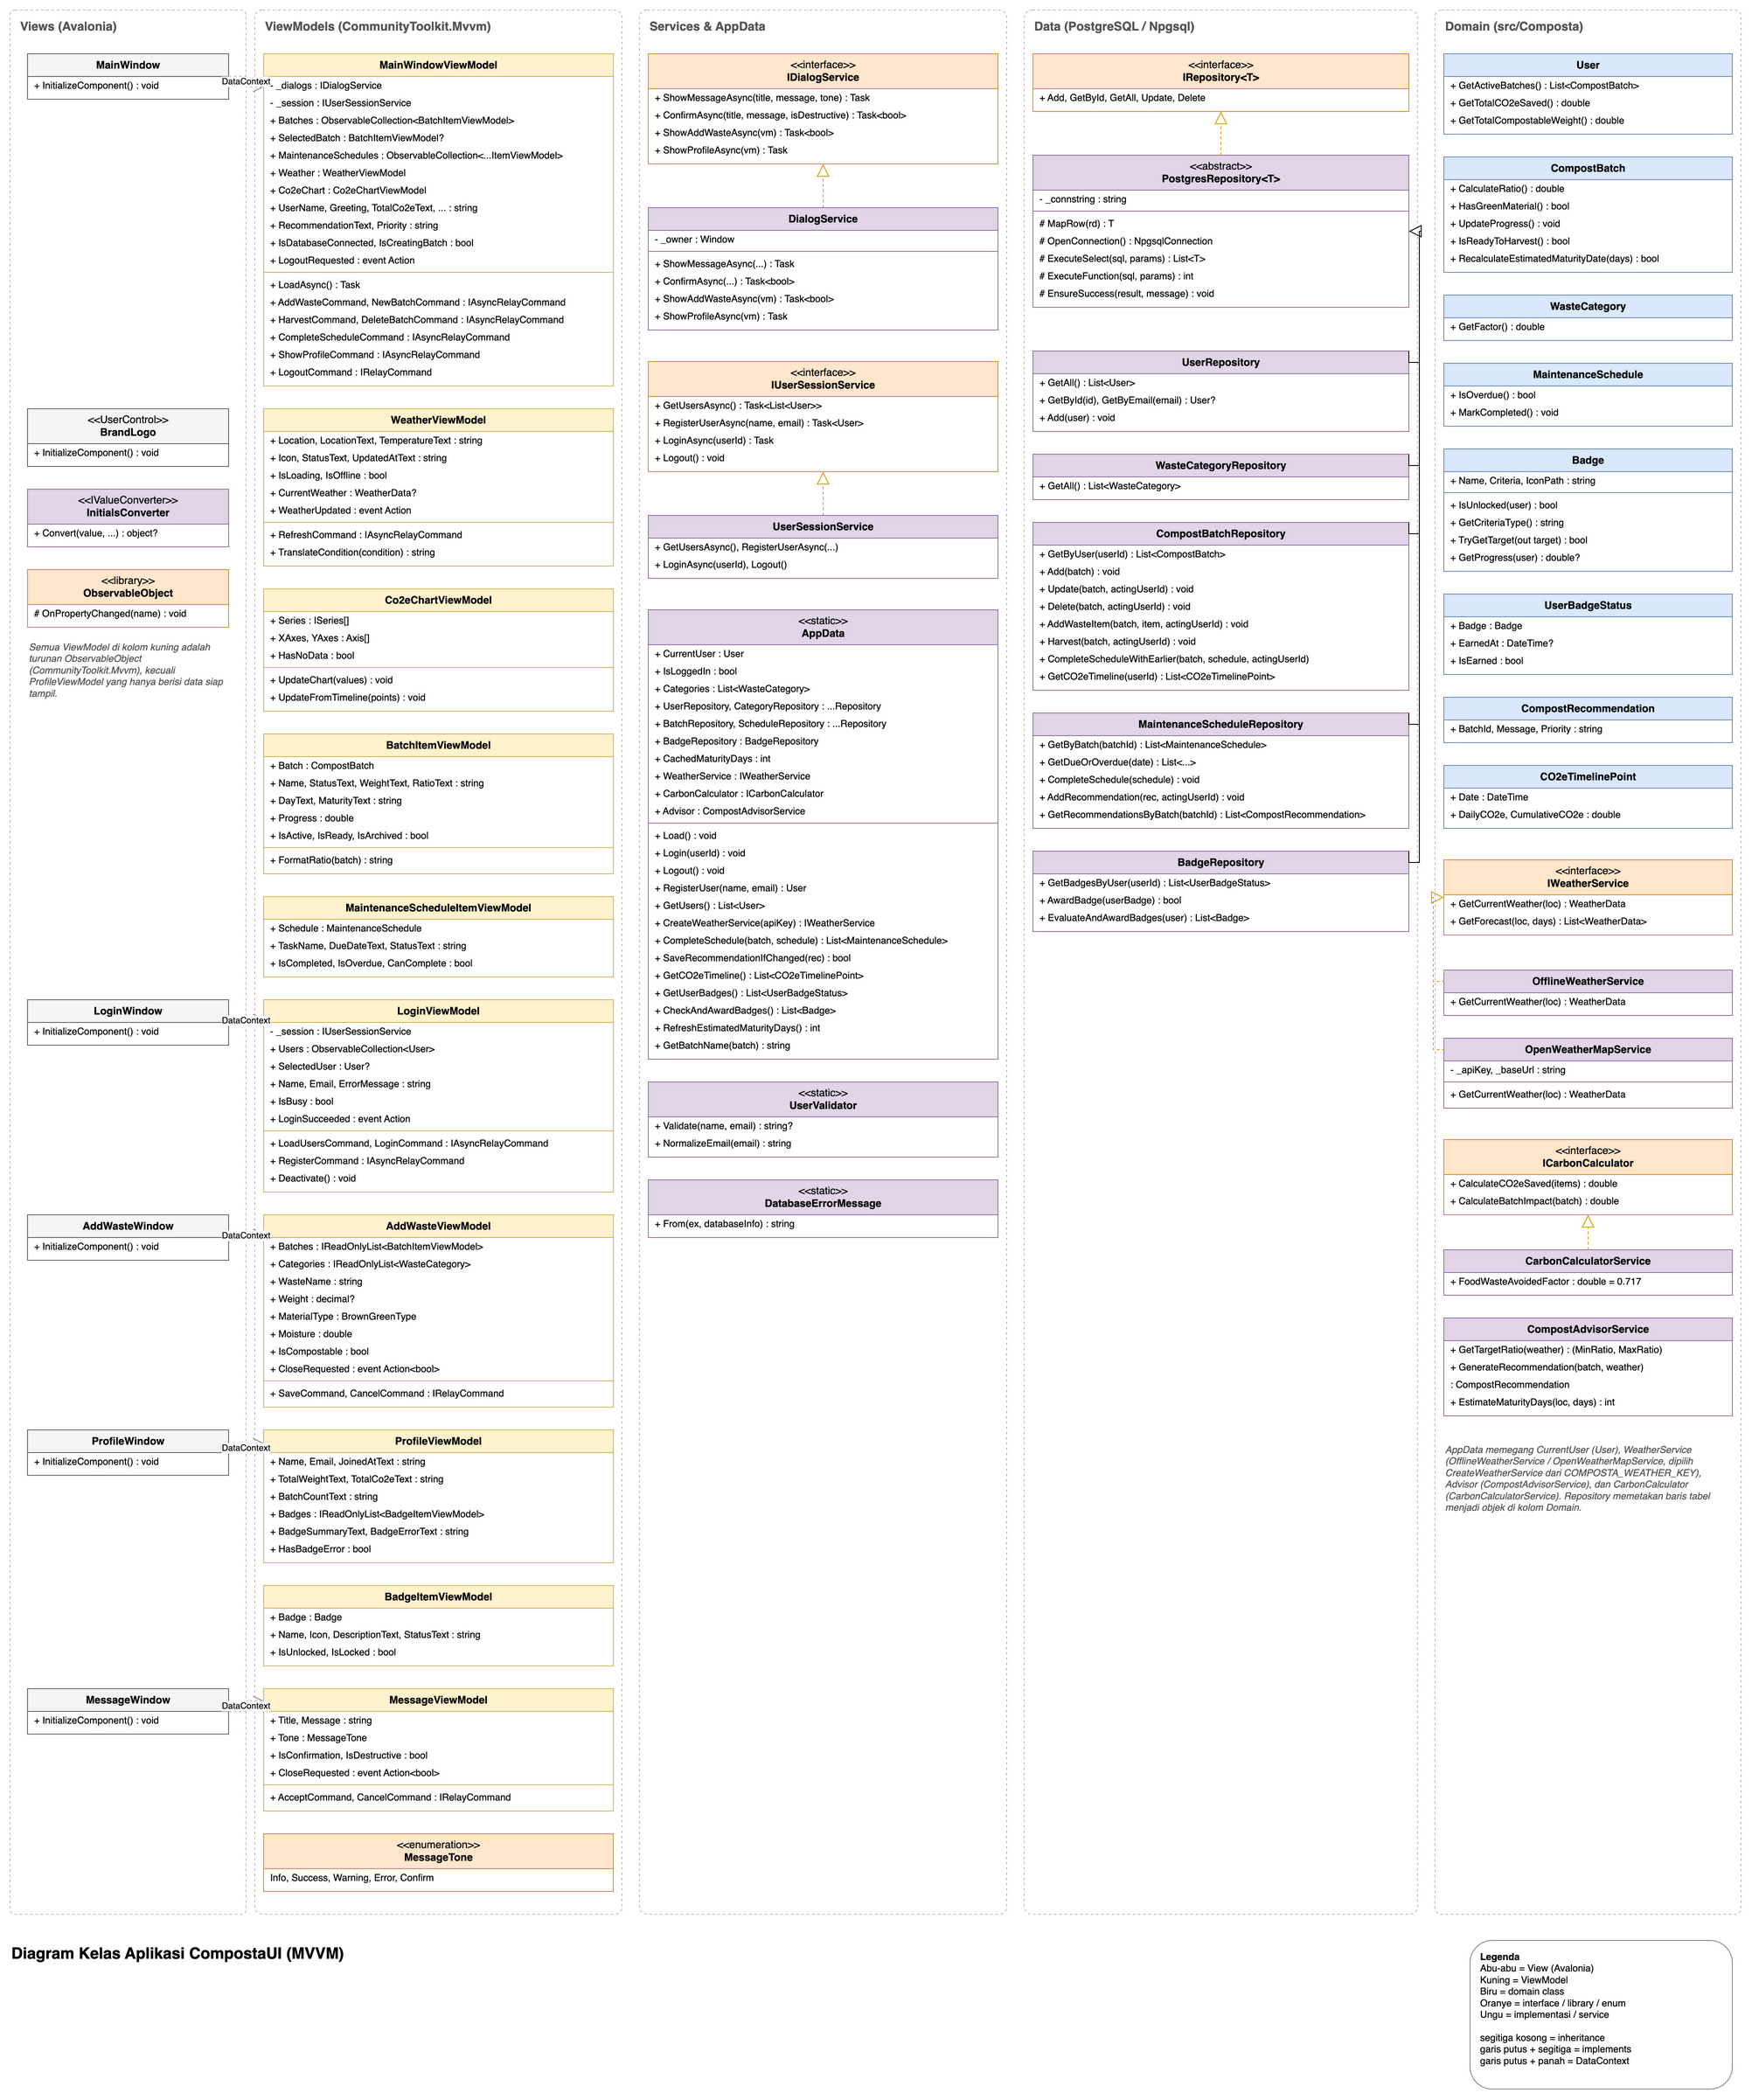 Views (Avalonia)
MainWindow
+ InitializeComponent() : void
<<UserControl>>
BrandLogo
+ InitializeComponent() : void
<<IValueConverter>>
InitialsConverter
+ Convert(value, ...) : object?
<<library>>
ObservableObject
# OnPropertyChanged(name) : void
Semua ViewModel di kolom kuning adalah
turunan ObservableObject
(CommunityToolkit.Mvvm), kecuali
ProfileViewModel yang hanya berisi data siap
tampil.
LoginWindow
+ InitializeComponent() : void
AddWasteWindow
+ InitializeComponent() : void
ProfileWindow
+ InitializeComponent() : void
MessageWindow
+ InitializeComponent() : void
DataContext
DataContext
DataContext
DataContext
DataContext
ViewModels (CommunityToolkit.Mvvm)
MainWindowViewModel
- _dialogs : IDialogService
- _session : IUserSessionService
+ Batches : ObservableCollection<BatchItemViewModel>
+ SelectedBatch : BatchItemViewModel?
+ MaintenanceSchedules : ObservableCollection<...ItemViewModel>
+ Weather : WeatherViewModel
+ Co2eChart : Co2eChartViewModel
+ UserName, Greeting, TotalCo2eText, ... : string
+ RecommendationText, Priority : string
+ IsDatabaseConnected, IsCreatingBatch : bool
+ LogoutRequested : event Action
+ LoadAsync() : Task
+ AddWasteCommand, NewBatchCommand : IAsyncRelayCommand
+ HarvestCommand, DeleteBatchCommand : IAsyncRelayCommand
+ CompleteScheduleCommand : IAsyncRelayCommand
+ ShowProfileCommand : IAsyncRelayCommand
+ LogoutCommand : IRelayCommand
WeatherViewModel
+ Location, LocationText, TemperatureText : string
+ Icon, StatusText, UpdatedAtText : string
+ IsLoading, IsOffline : bool
+ CurrentWeather : WeatherData?
+ WeatherUpdated : event Action
+ RefreshCommand : IAsyncRelayCommand
+ TranslateCondition(condition) : string
Co2eChartViewModel
+ Series : ISeries[]
+ XAxes, YAxes : Axis[]
+ HasNoData : bool
+ UpdateChart(values) : void
+ UpdateFromTimeline(points) : void
BatchItemViewModel
+ Batch : CompostBatch
+ Name, StatusText, WeightText, RatioText : string
+ DayText, MaturityText : string
+ Progress : double
+ IsActive, IsReady, IsArchived : bool
+ FormatRatio(batch) : string
MaintenanceScheduleItemViewModel
+ Schedule : MaintenanceSchedule
+ TaskName, DueDateText, StatusText : string
+ IsCompleted, IsOverdue, CanComplete : bool
LoginViewModel
- _session : IUserSessionService
+ Users : ObservableCollection<User>
+ SelectedUser : User?
+ Name, Email, ErrorMessage : string
+ IsBusy : bool
+ LoginSucceeded : event Action
+ LoadUsersCommand, LoginCommand : IAsyncRelayCommand
+ RegisterCommand : IAsyncRelayCommand
+ Deactivate() : void
AddWasteViewModel
+ Batches : IReadOnlyList<BatchItemViewModel>
+ Categories : IReadOnlyList<WasteCategory>
+ WasteName : string
+ Weight : decimal?
+ MaterialType : BrownGreenType
+ Moisture : double
+ IsCompostable : bool
+ CloseRequested : event Action<bool>
+ SaveCommand, CancelCommand : IRelayCommand
ProfileViewModel
+ Name, Email, JoinedAtText : string
+ TotalWeightText, TotalCo2eText : string
+ BatchCountText : string
+ Badges : IReadOnlyList<BadgeItemViewModel>
+ BadgeSummaryText, BadgeErrorText : string
+ HasBadgeError : bool
BadgeItemViewModel
+ Badge : Badge
+ Name, Icon, DescriptionText, StatusText : string
+ IsUnlocked, IsLocked : bool
MessageViewModel
+ Title, Message : string
+ Tone : MessageTone
+ IsConfirmation, IsDestructive : bool
+ CloseRequested : event Action<bool>
+ AcceptCommand, CancelCommand : IRelayCommand
<<enumeration>>
MessageTone
Info, Success, Warning, Error, Confirm
Services & AppData
<<interface>>
IDialogService
+ ShowMessageAsync(title, message, tone) : Task
+ ConfirmAsync(title, message, isDestructive) : Task<bool>
+ ShowAddWasteAsync(vm) : Task<bool>
+ ShowProfileAsync(vm) : Task
DialogService
- _owner : Window
+ ShowMessageAsync(...) : Task
+ ConfirmAsync(...) : Task<bool>
+ ShowAddWasteAsync(vm) : Task<bool>
+ ShowProfileAsync(vm) : Task
<<interface>>
IUserSessionService
+ GetUsersAsync() : Task<List<User>>
+ RegisterUserAsync(name, email) : Task<User>
+ LoginAsync(userId) : Task
+ Logout() : void
UserSessionService
+ GetUsersAsync(), RegisterUserAsync(...)
+ LoginAsync(userId), Logout()
<<static>>
AppData
+ CurrentUser : User
+ IsLoggedIn : bool
+ Categories : List<WasteCategory>
+ UserRepository, CategoryRepository : ...Repository
+ BatchRepository, ScheduleRepository : ...Repository
+ BadgeRepository : BadgeRepository
+ CachedMaturityDays : int
+ WeatherService : IWeatherService
+ CarbonCalculator : ICarbonCalculator
+ Advisor : CompostAdvisorService
+ Load() : void
+ Login(userId) : void
+ Logout() : void
+ RegisterUser(name, email) : User
+ GetUsers() : List<User>
+ CreateWeatherService(apiKey) : IWeatherService
+ CompleteSchedule(batch, schedule) : List<MaintenanceSchedule>
+ SaveRecommendationIfChanged(rec) : bool
+ GetCO2eTimeline() : List<CO2eTimelinePoint>
+ GetUserBadges() : List<UserBadgeStatus>
+ CheckAndAwardBadges() : List<Badge>
+ RefreshEstimatedMaturityDays() : int
+ GetBatchName(batch) : string
<<static>>
UserValidator
+ Validate(name, email) : string?
+ NormalizeEmail(email) : string
<<static>>
DatabaseErrorMessage
+ From(ex, databaseInfo) : string
Data (PostgreSQL / Npgsql)
<<interface>>
IRepository<T>
+ Add, GetById, GetAll, Update, Delete
<<abstract>>
PostgresRepository<T>
- _connstring : string
# MapRow(rd) : T
# OpenConnection() : NpgsqlConnection
# ExecuteSelect(sql, params) : List<T>
# ExecuteFunction(sql, params) : int
# EnsureSuccess(result, message) : void
UserRepository
+ GetAll() : List<User>
+ GetById(id), GetByEmail(email) : User?
+ Add(user) : void
WasteCategoryRepository
+ GetAll() : List<WasteCategory>
CompostBatchRepository
+ GetByUser(userId) : List<CompostBatch>
+ Add(batch) : void
+ Update(batch, actingUserId) : void
+ Delete(batch, actingUserId) : void
+ AddWasteItem(batch, item, actingUserId) : void
+ Harvest(batch, actingUserId) : void
+ CompleteScheduleWithEarlier(batch, schedule, actingUserId)
+ GetCO2eTimeline(userId) : List<CO2eTimelinePoint>
MaintenanceScheduleRepository
+ GetByBatch(batchId) : List<MaintenanceSchedule>
+ GetDueOrOverdue(date) : List<...>
+ CompleteSchedule(schedule) : void
+ AddRecommendation(rec, actingUserId) : void
+ GetRecommendationsByBatch(batchId) : List<CompostRecommendation>
BadgeRepository
+ GetBadgesByUser(userId) : List<UserBadgeStatus>
+ AwardBadge(userBadge) : bool
+ EvaluateAndAwardBadges(user) : List<Badge>
Domain (src/Composta)
User
+ GetActiveBatches() : List<CompostBatch>
+ GetTotalCO2eSaved() : double
+ GetTotalCompostableWeight() : double
CompostBatch
+ CalculateRatio() : double
+ HasGreenMaterial() : bool
+ UpdateProgress() : void
+ IsReadyToHarvest() : bool
+ RecalculateEstimatedMaturityDate(days) : bool
WasteCategory
+ GetFactor() : double
MaintenanceSchedule
+ IsOverdue() : bool
+ MarkCompleted() : void
Badge
+ Name, Criteria, IconPath : string
+ IsUnlocked(user) : bool
+ GetCriteriaType() : string
+ TryGetTarget(out target) : bool
+ GetProgress(user) : double?
UserBadgeStatus
+ Badge : Badge
+ EarnedAt : DateTime?
+ IsEarned : bool
CompostRecommendation
+ BatchId, Message, Priority : string
CO2eTimelinePoint
+ Date : DateTime
+ DailyCO2e, CumulativeCO2e : double
<<interface>>
IWeatherService
+ GetCurrentWeather(loc) : WeatherData
+ GetForecast(loc, days) : List<WeatherData>
OfflineWeatherService
+ GetCurrentWeather(loc) : WeatherData
OpenWeatherMapService
- _apiKey, _baseUrl : string
+ GetCurrentWeather(loc) : WeatherData
<<interface>>
ICarbonCalculator
+ CalculateCO2eSaved(items) : double
+ CalculateBatchImpact(batch) : double
CarbonCalculatorService
+ FoodWasteAvoidedFactor : double = 0.717
CompostAdvisorService
+ GetTargetRatio(weather) : (MinRatio, MaxRatio)
+ GenerateRecommendation(batch, weather)
: CompostRecommendation
+ EstimateMaturityDays(loc, days) : int
AppData memegang CurrentUser (User), WeatherService
(OfflineWeatherService / OpenWeatherMapService, dipilih
CreateWeatherService dari COMPOSTA_WEATHER_KEY),
Advisor (CompostAdvisorService), dan CarbonCalculator
(CarbonCalculatorService). Repository memetakan baris tabel
menjadi objek di kolom Domain.
Diagram Kelas Aplikasi CompostaUI (MVVM)
Legenda
Abu-abu = View (Avalonia)
Kuning = ViewModel
Biru = domain class
Oranye = interface / library / enum
Ungu = implementasi / service
segitiga kosong = inheritance
garis putus + segitiga = implements
garis putus + panah = DataContext